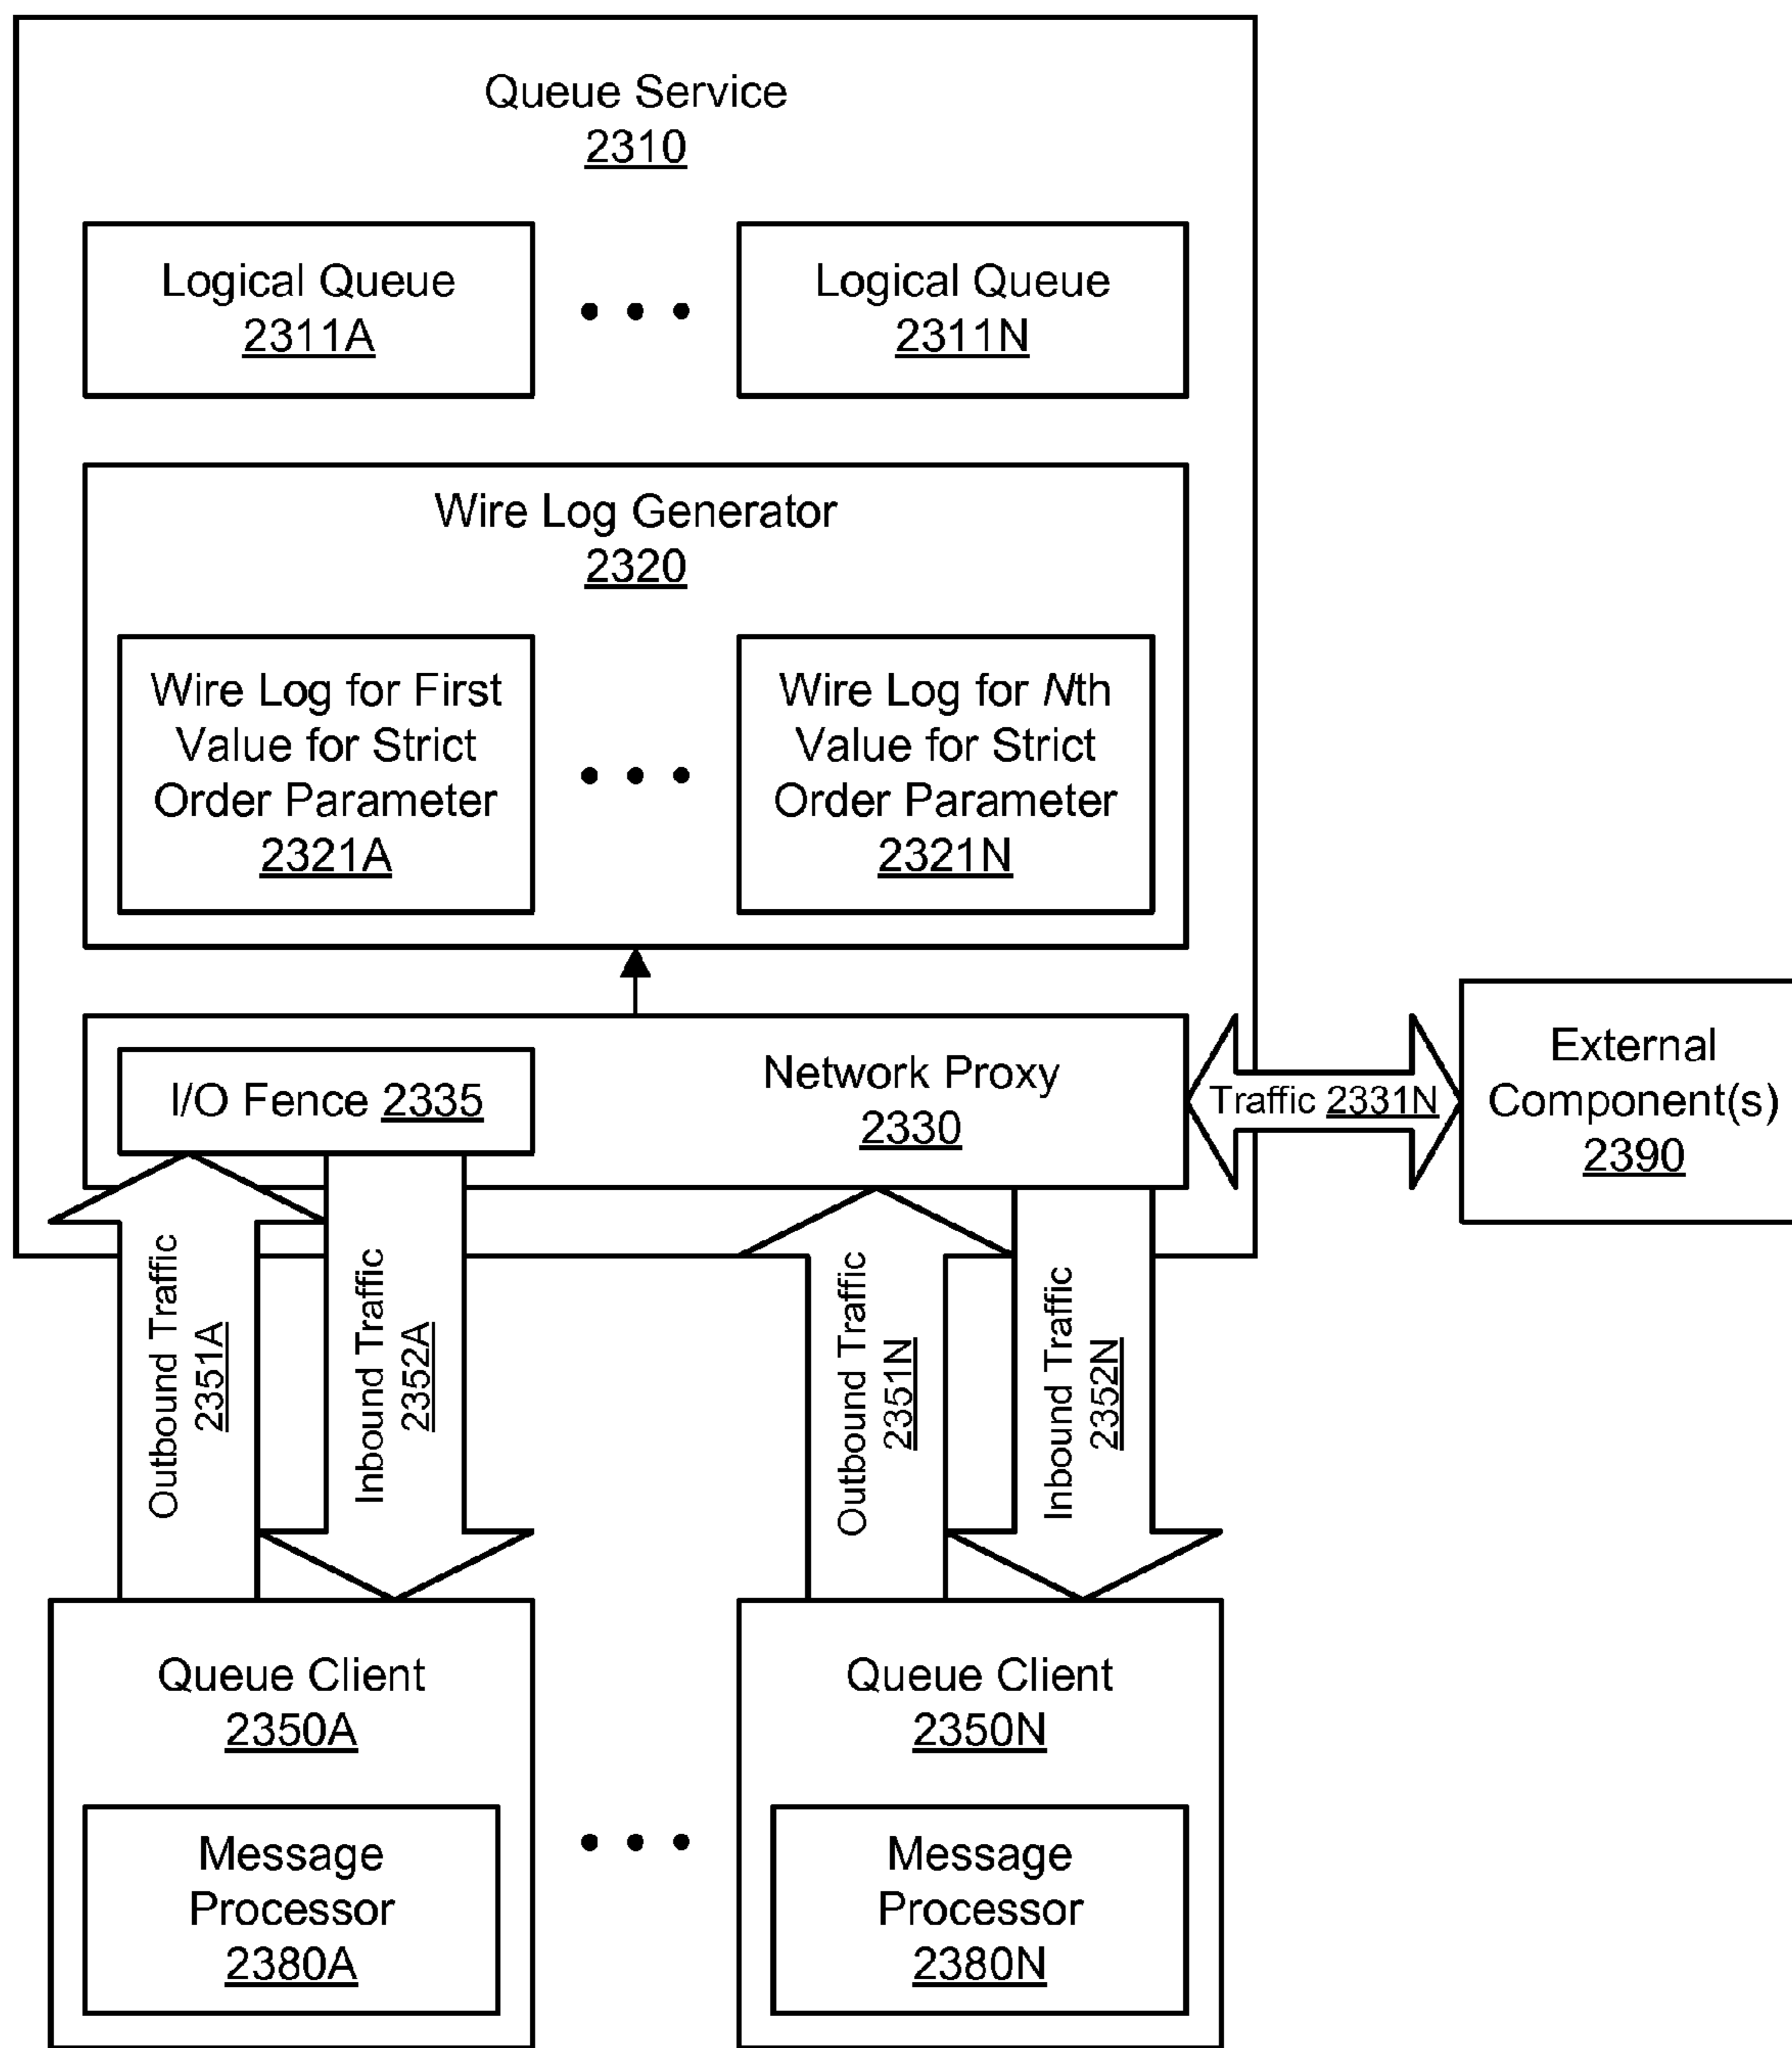 Queue Service
2310
Logical Queue
2311A
Logical Queue
2311N
Wire Log Generator
2320
Wire Log for First
Value for Strict
Order Parameter
2321A
Wire Log for Nth
Value for Strict
Order Parameter
2321N
I/O Fence 2335
Network Proxy
2330
Traffic 2331N
External
Component(s)
2390
Outbound Traffic
2351A
Inbound Traffic
2352A
Outbound Traffic
2351N
Inbound Traffic
2352N
Queue Client
2350A
Message
Processor
2380A
Queue Client
2350N
Message
Processor
2380N